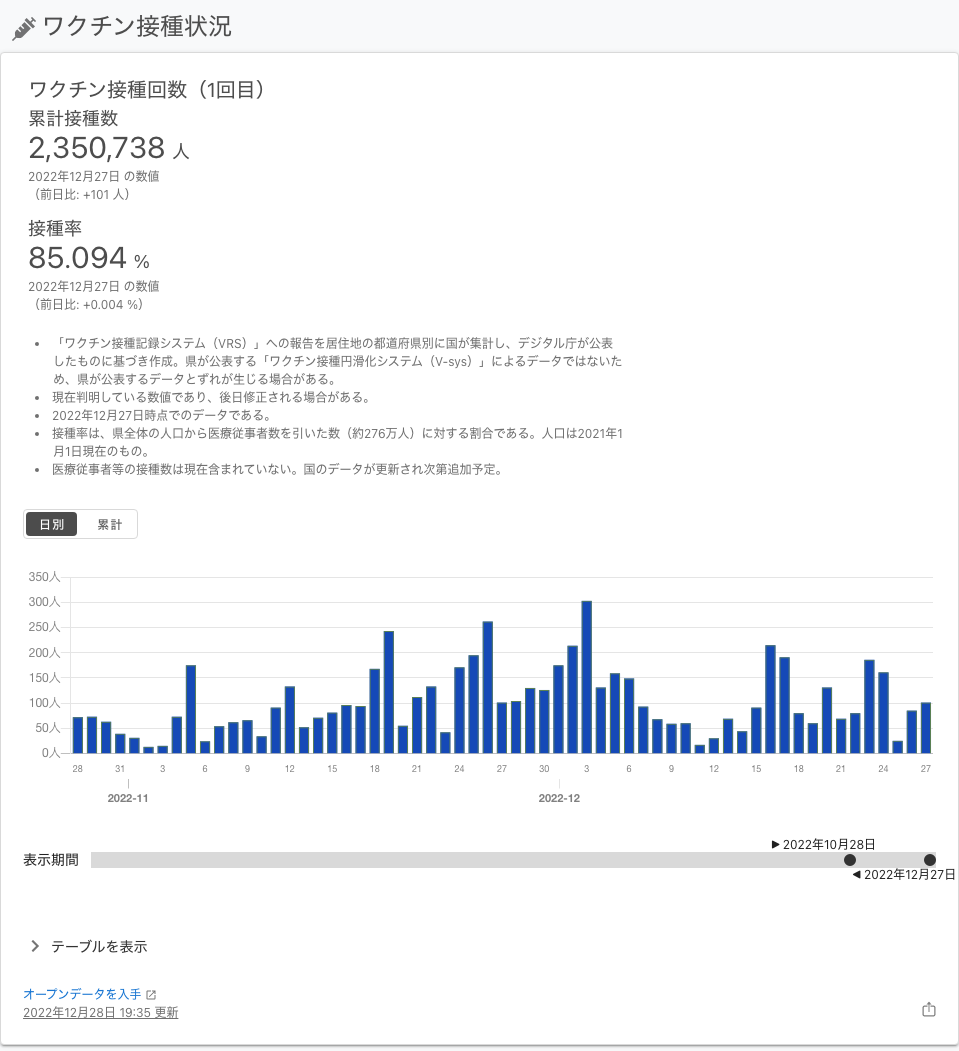 ワクチン接種状況
ワクチン接種回数（1回目）
累計接種数
2,350,738 人
2022年12月27日 の数値
（前日比: +101 人）
接種率
85.094 %
2022年12月27日 の数値
（前日比: +0.004 %）
• 「ワクチン接種記録システム（VRS）」への報告を居住地の都道府県別に国が集計し、デジタル庁が公表
したものに基づき作成。県が公表する「ワクチン接種円滑化システム（V-sys）」によるデータではないた
め、県が公表するデータとずれが生じる場合がある。
• 現在判明している数値であり、後日修正される場合がある。
• 2022年12月27日時点でのデータである。
• 接種率は、県全体の人口から医療従事者数を引いた数（約276万人）に対する割合である。人口は2021年1
月1日現在のもの。
• 医療従事者等の接種数は現在含まれていない。国のデータが更新され次第追加予定。
日別 累計
350人
300人
250人
200人
150人
100人
50人
0人
28 31 3 6 9 12 15 18 21 24 27 30 3 6 9 12 15 18 21 24 27
2022-11 2022-12
▶ 2022年10月28日
表示期間
◀ 2022年12月27日
テーブルを表示
オープンデータを入手
2022年12月28日 19:35 更新